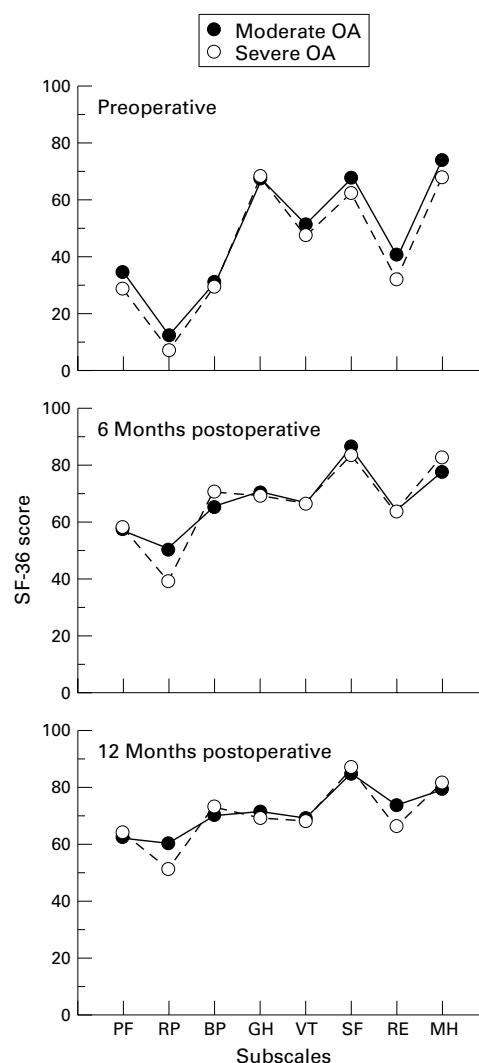 Moderate OA
Severe OA
100
Preoperative
80
60
40
20
0
100
6 Months postoperative
80
60
40
20
0
SF-36 score
100
12 Months postoperative
80
60
40
20
0
PF RP BP GH VT SF RE MH
Subscales